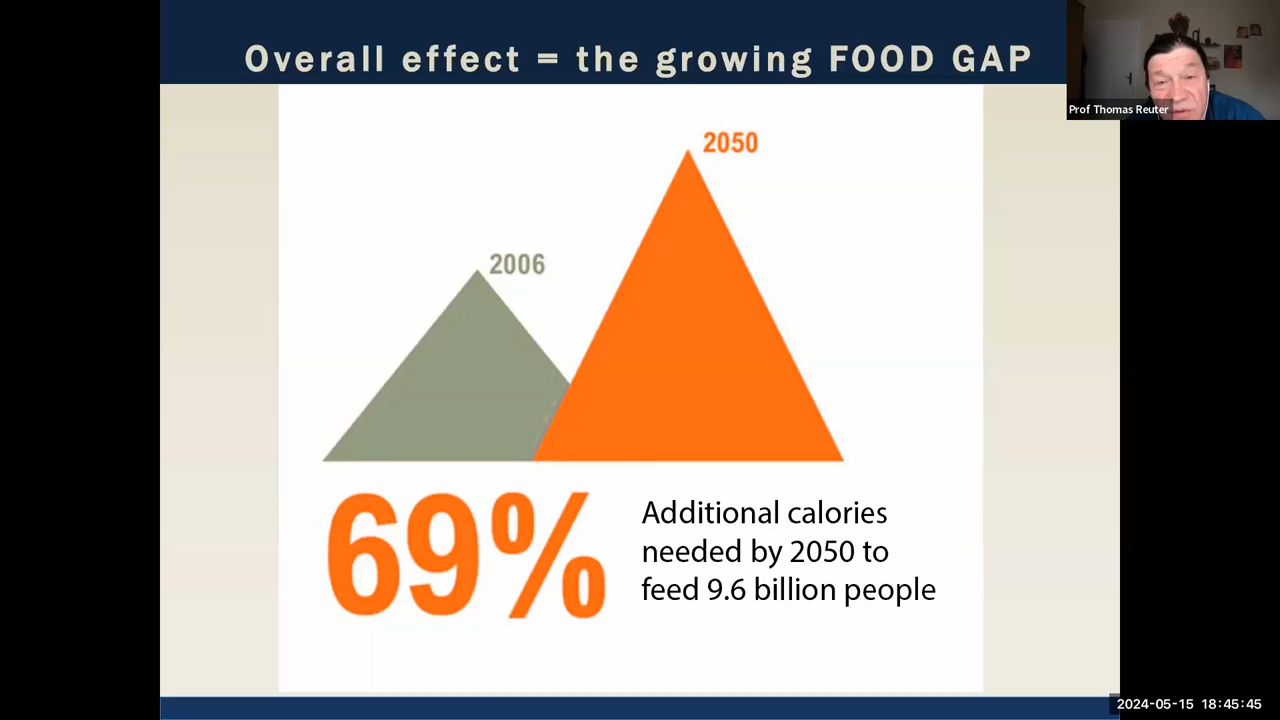 Overall effect = the growing FOOD GAP
Prof Thomas Reuter
2050
2006
69%
Additional calories
needed by 2050 to
feed 9.6 billion people
2024-05-15 18:45:45